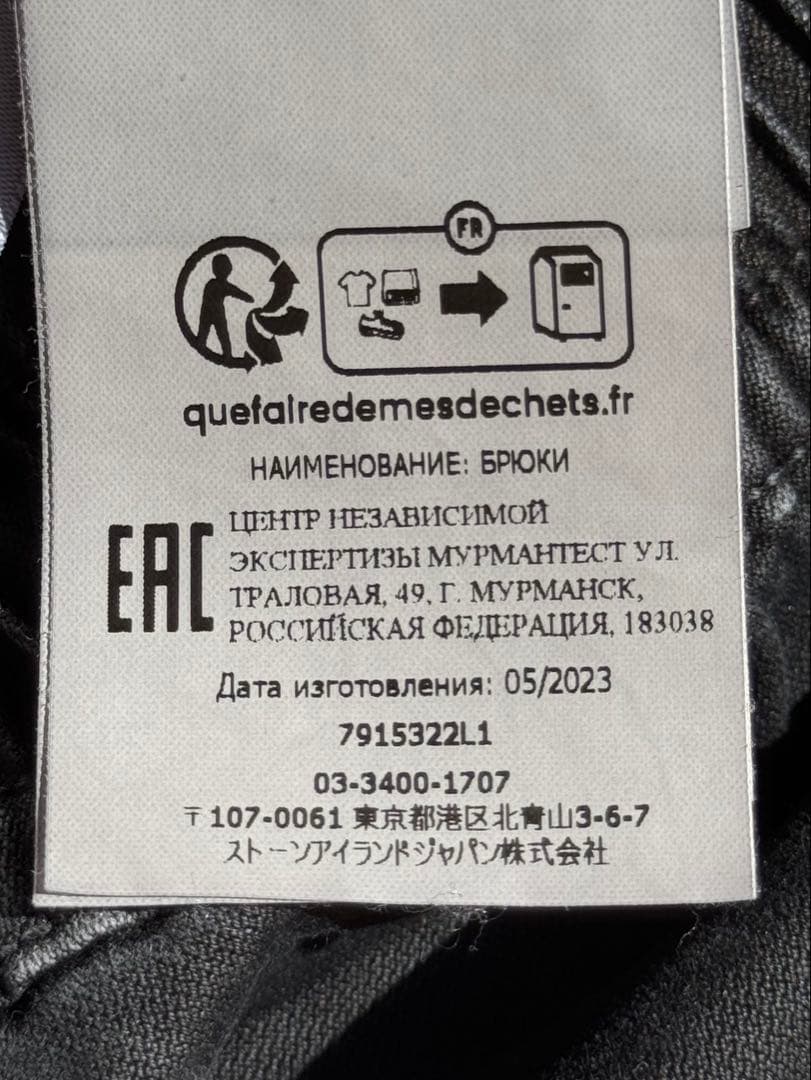 FR
quefairedemesdechets.fr
НАИМЕНОВАНИЕ: БРЮКИ
EAC
ЦЕНТР НЕЗАВИСИМОЙ
ЭКСПЕРТИЗЫ МУРМАНТЕСТ УЛ.
ТРАЛОВАЯ, 49, Г. МУРМАНСК,
РОССИЙСКАЯ ФЕДЕРАЦИЯ, 183038
Дата изготовления: 05/2023
7915322L1
03-3400-1707
〒107-0061 東京都港区北青山3-6-7
ストーンアイランドジャパン株式会社